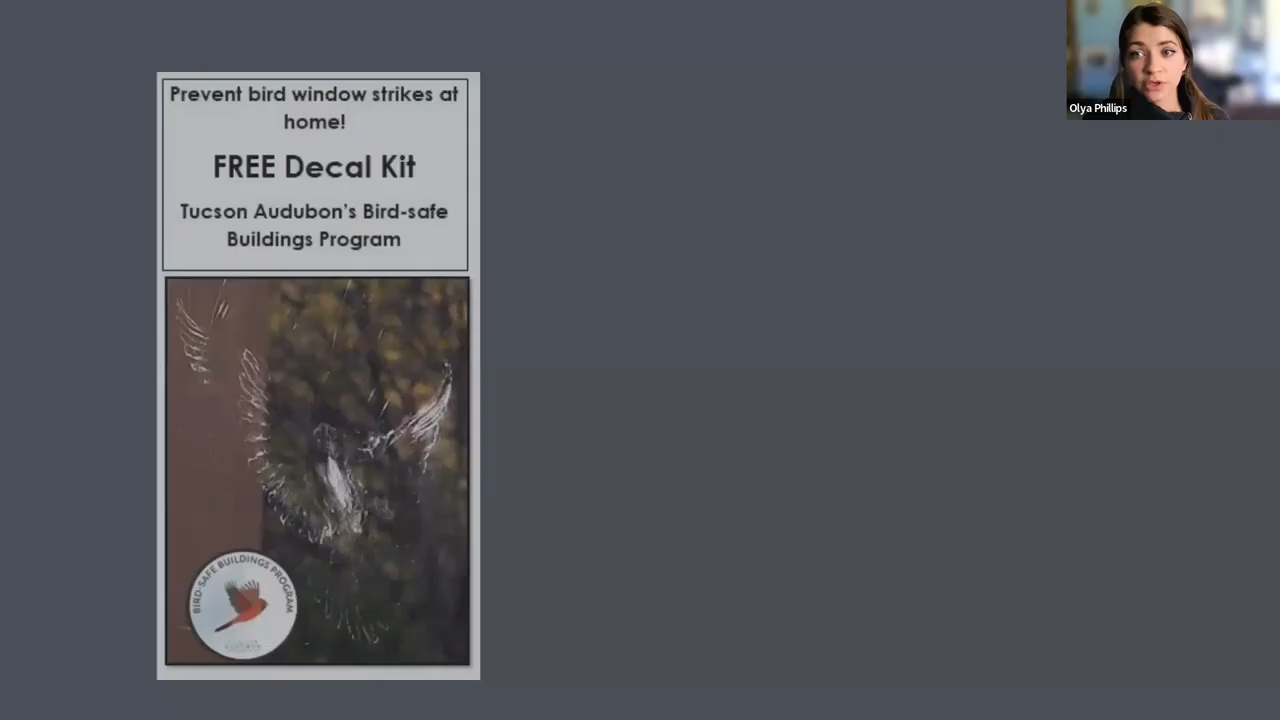 Prevent bird window strikes at
home!
FREE Decal Kit
Tucson Audubon's Bird-safe
Buildings Program
BIRD-SAFE BUILDINGS PROGRAM
Olya Phillips